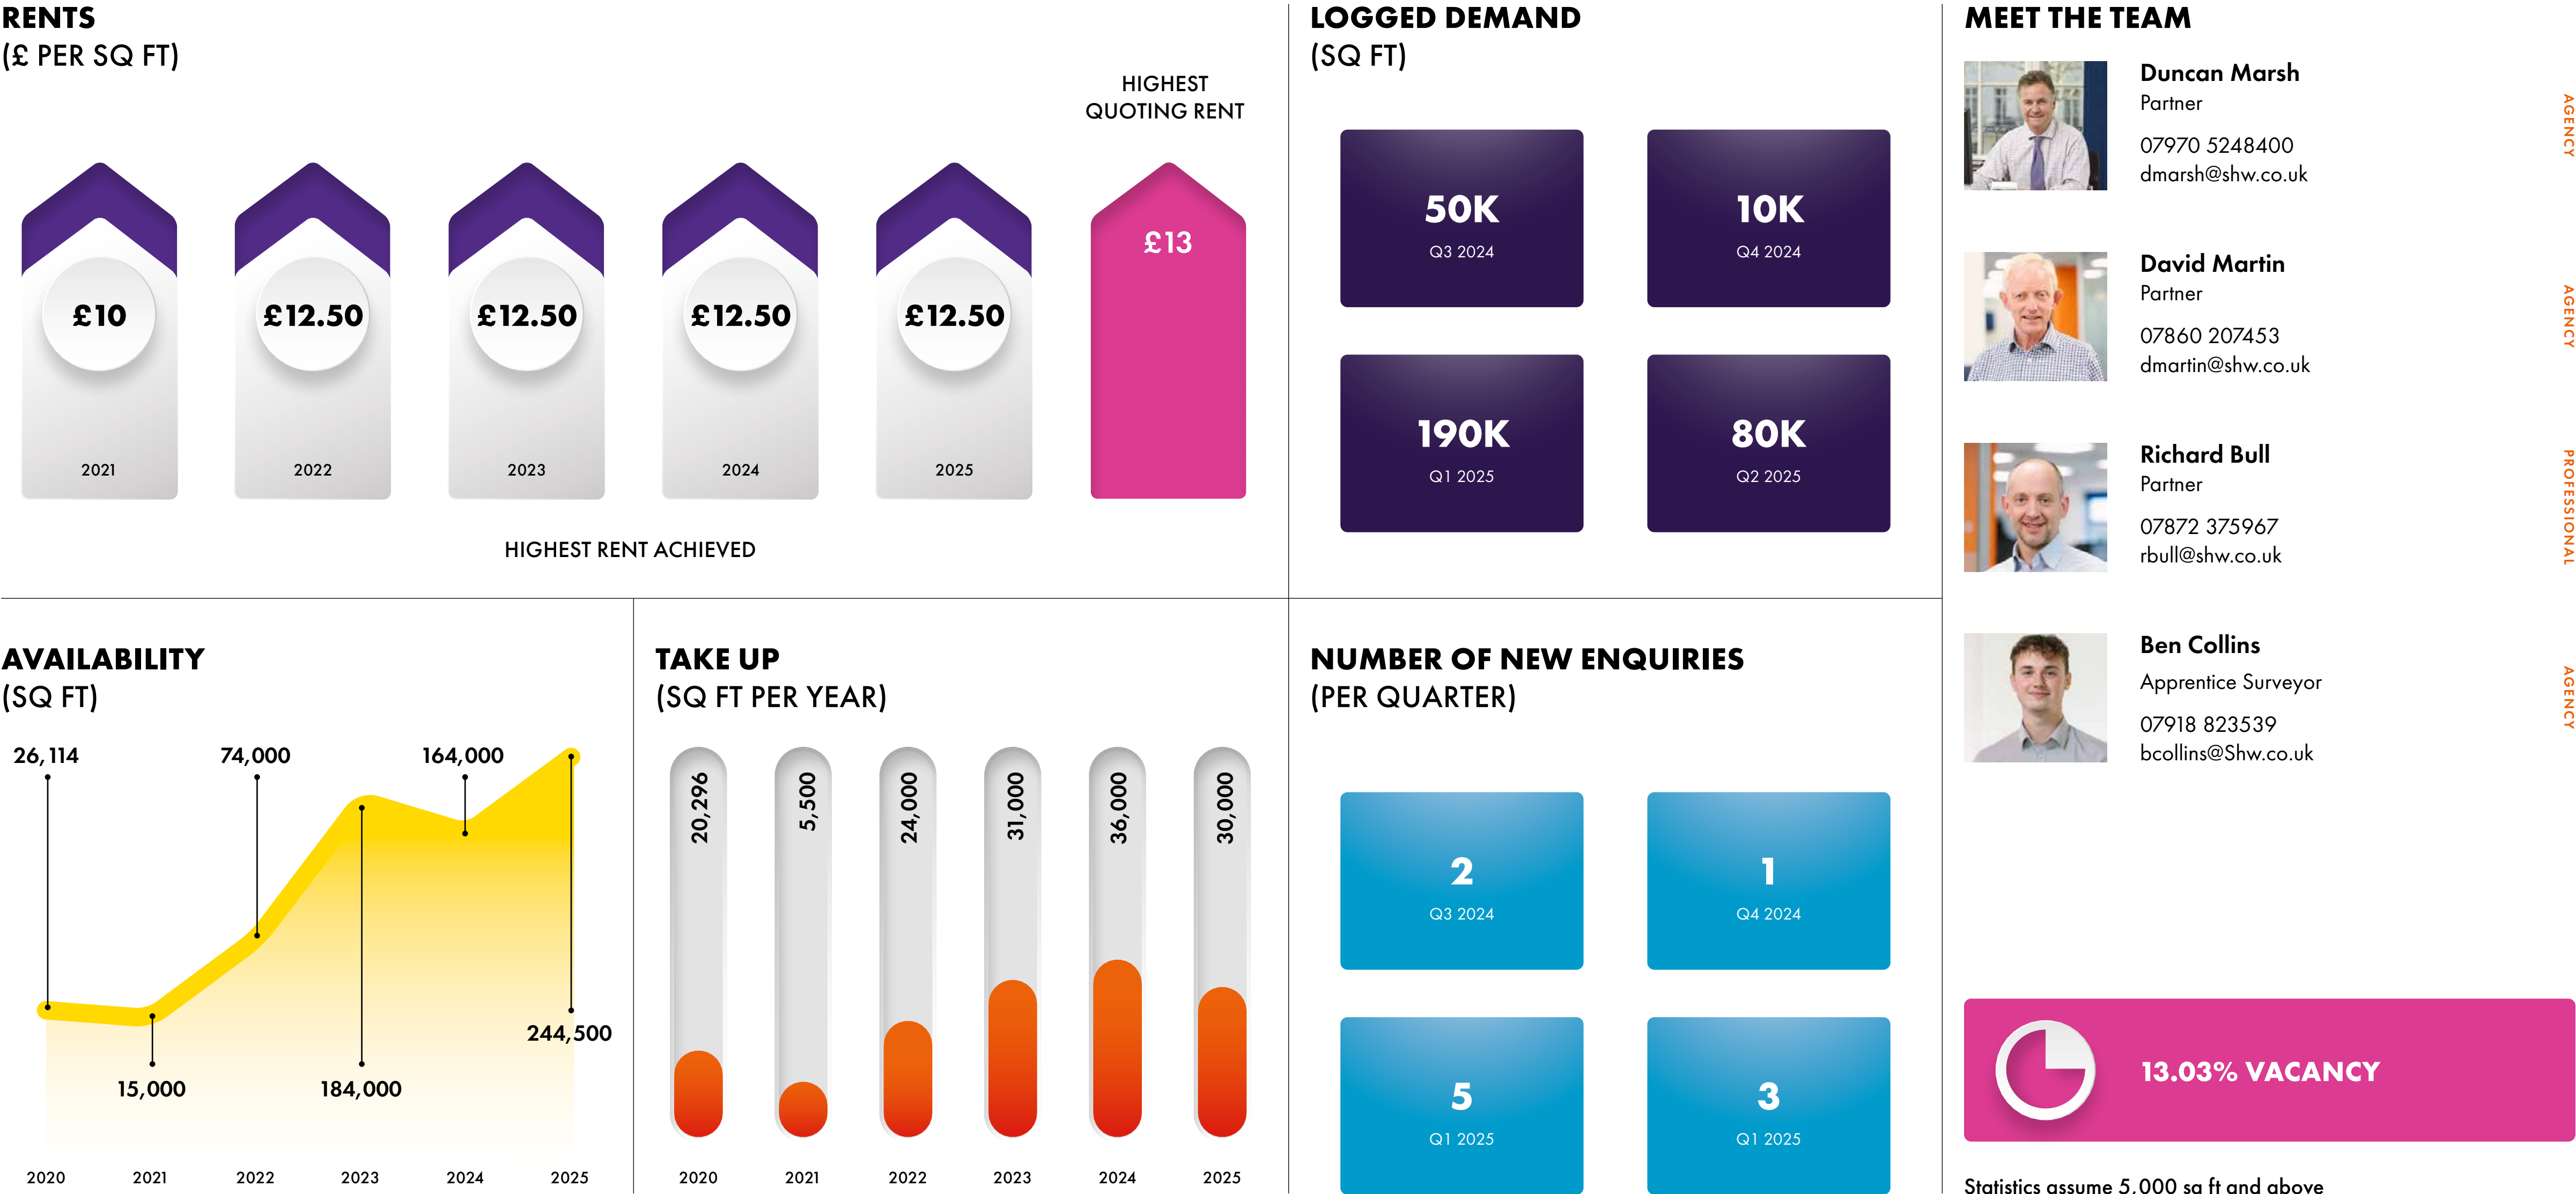 RENTS
(£ PER SQ FT)
HIGHEST
QUOTING RENT
£10
£12.50
£12.50
£12.50
£12.50
£13
2021
2022
2023
2024
2025
HIGHEST RENT ACHIEVED
LOGGED DEMAND
(SQ FT)
50K
Q3 2024
10K
Q4 2024
190K
Q1 2025
80K
Q2 2025
MEET THE TEAM
Duncan Marsh
Partner
07970 5248400
dmarsh@shw.co.uk
AGENCY
David Martin
Partner
07860 207453
dmartin@shw.co.uk
AGENCY
Richard Bull
Partner
07872 375967
rbull@shw.co.uk
PROFESSIONAL
Ben Collins
Apprentice Surveyor
07918 823539
bcollins@Shw.co.uk
AGENCY
AVAILABILITY
(SQ FT)
26,114
74,000
164,000
244,500
15,000
184,000
2020
2021
2022
2023
2024
2025
TAKE UP
(SQ FT PER YEAR)
20,296
5,500
24,000
31,000
36,000
30,000
2020
2021
2022
2023
2024
2025
NUMBER OF NEW ENQUIRIES
(PER QUARTER)
2
Q3 2024
1
Q4 2024
5
Q1 2025
3
Q1 2025
13.03% VACANCY
Statistics assume 5,000 sq ft and above